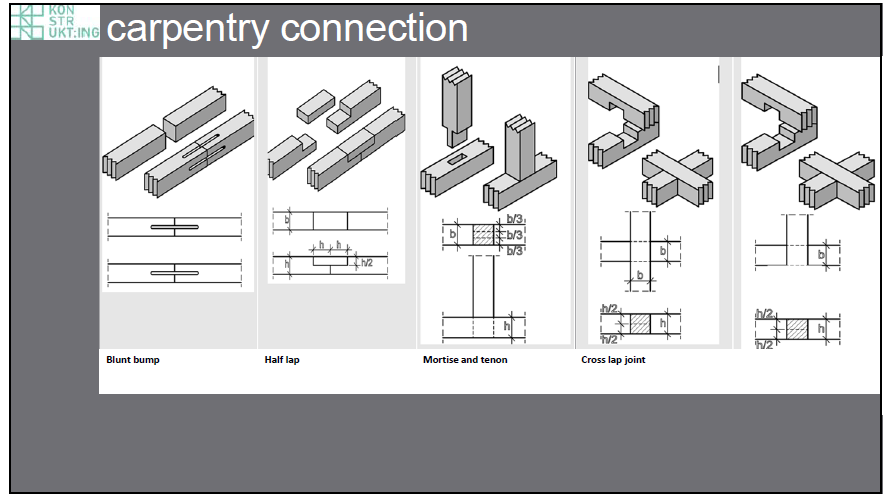 KON
STR
UKT:ING
carpentry connection
b
h h
h
h/2
b
b/3
b/3
b/3
h
b
b
h/2
h
h/2
b
h/2
h
h/2
Blunt bump
Half lap
Mortise and tenon
Cross lap joint